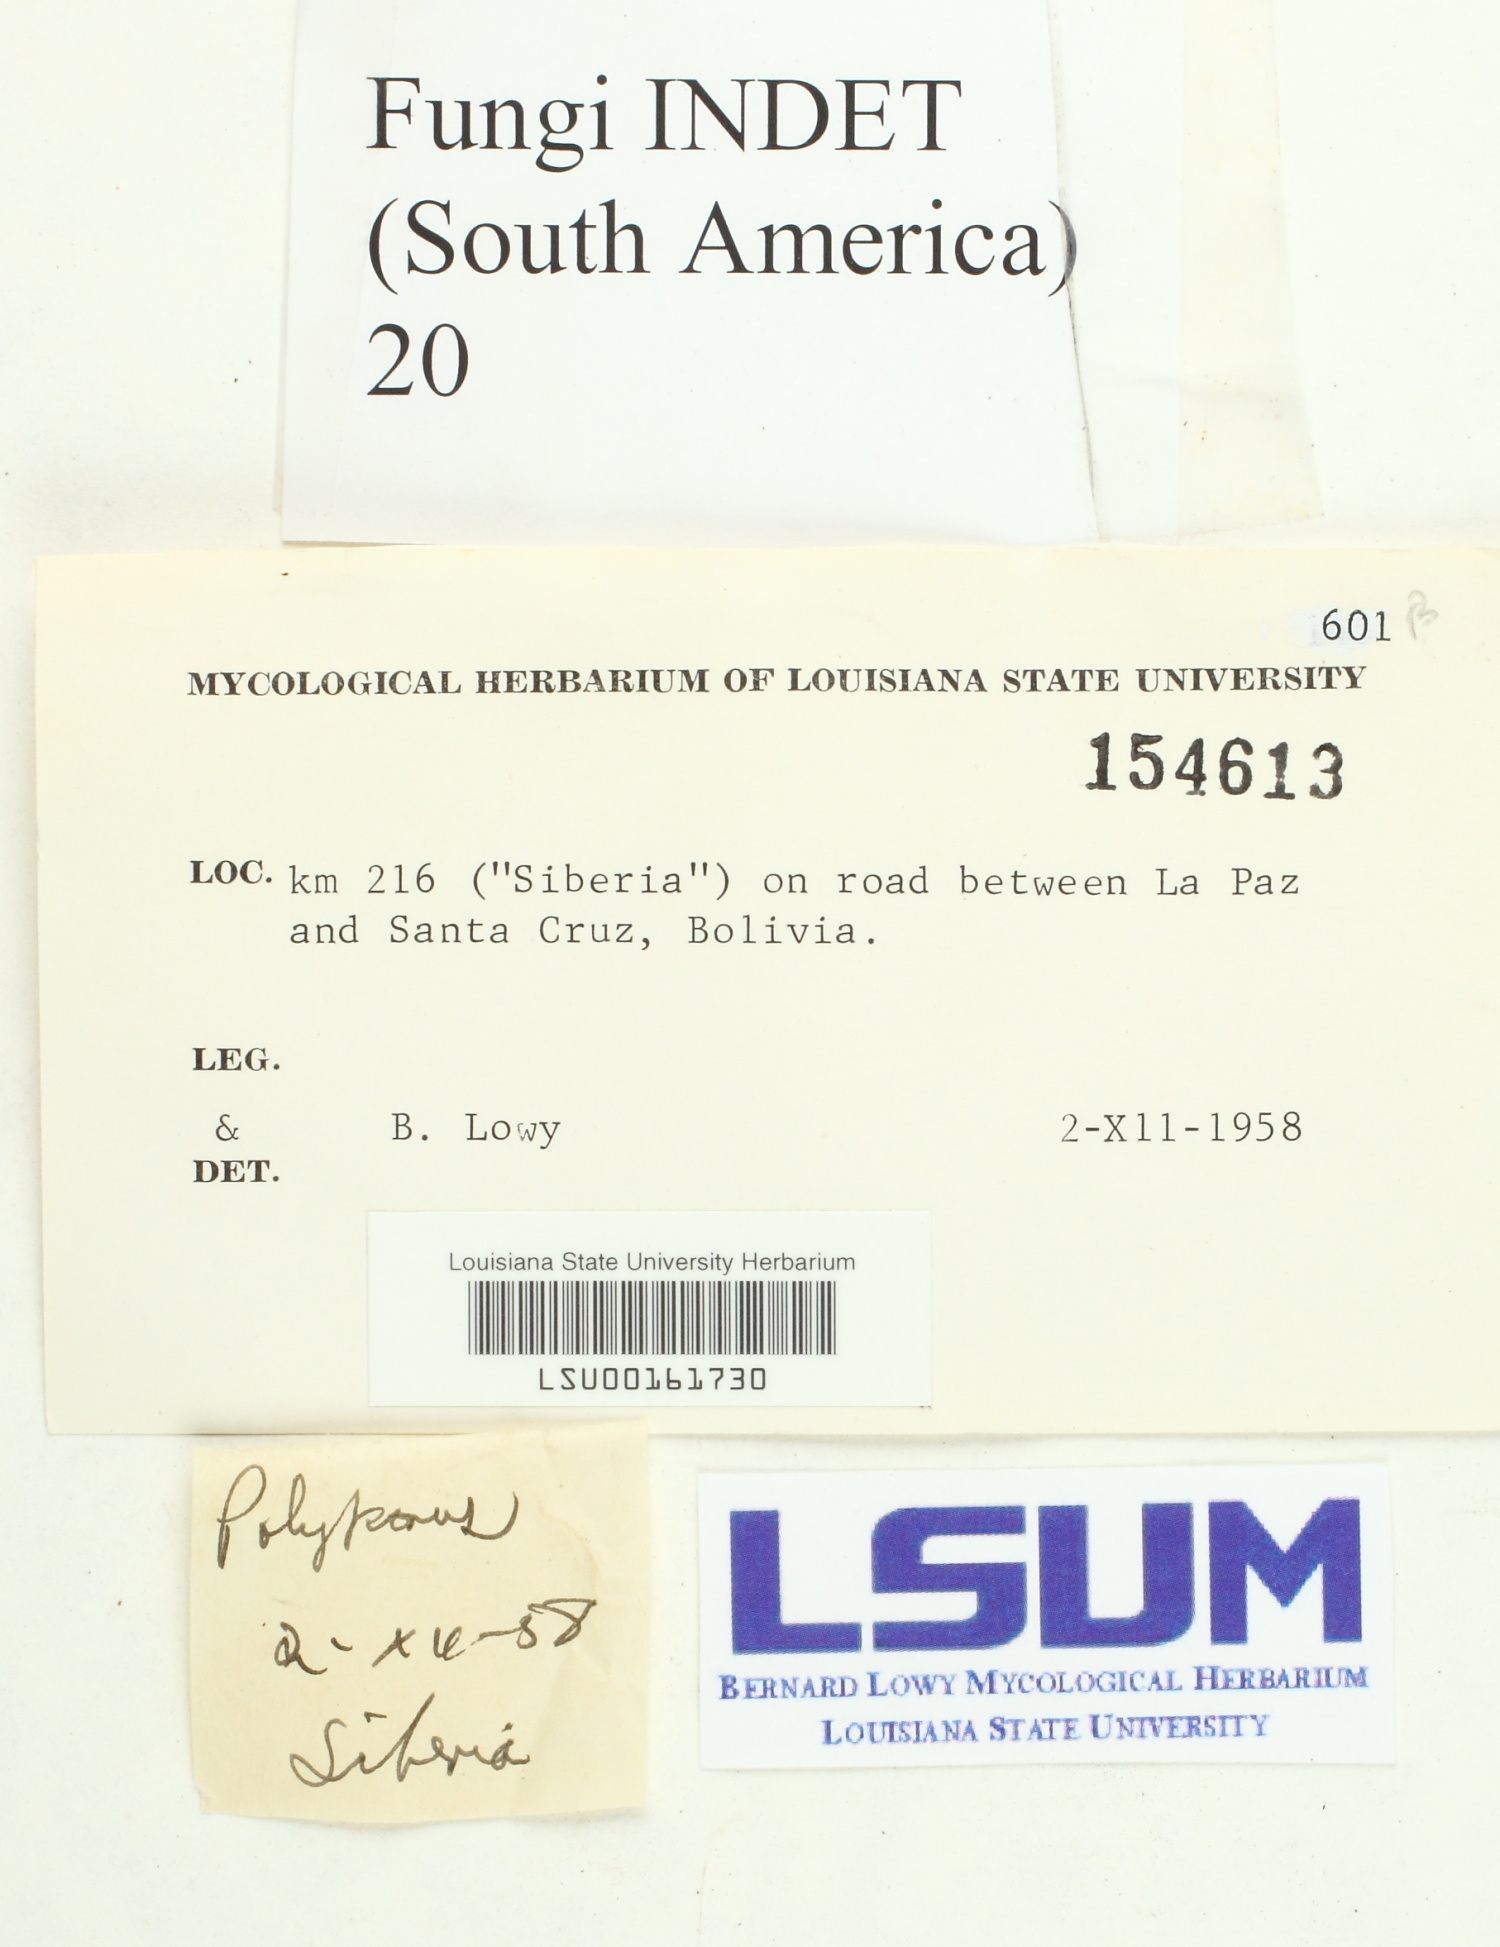 Fungi INDET
(South America)
20
601 B
MYCOLOGICAL HERBARIUM OF LOUISIANA STATE UNIVERSITY
154613
LOC. km 216 ("Siberia") on road between La Paz
and Santa Cruz, Bolivia.
LEG.
& B. Lowy 2-X11-1958
DET.
Louisiana State University Herbarium
LSU00161730
Polyporus
2-XII-58
Siberia
LSUM
BERNARD LOWY MYCOLOGICAL HERBARIUM
LOUISIANA STATE UNIVERSITY